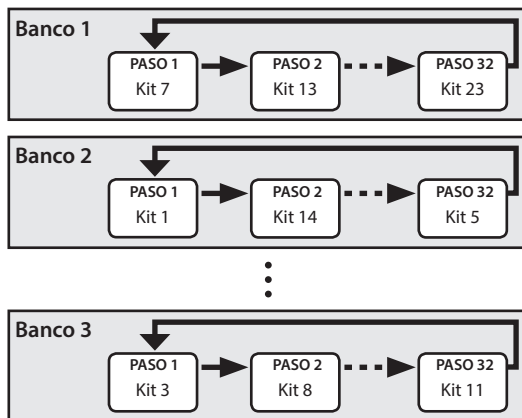 Banco 1
PASO 1 PASO 2 PASO 32
Kit 7 Kit 13 Kit 23
Banco 2
PASO 1 PASO 2 PASO 32
Kit 1 Kit 14 Kit 5
Banco 3
PASO 1 PASO 2 PASO 32
Kit 3 Kit 8 Kit 11